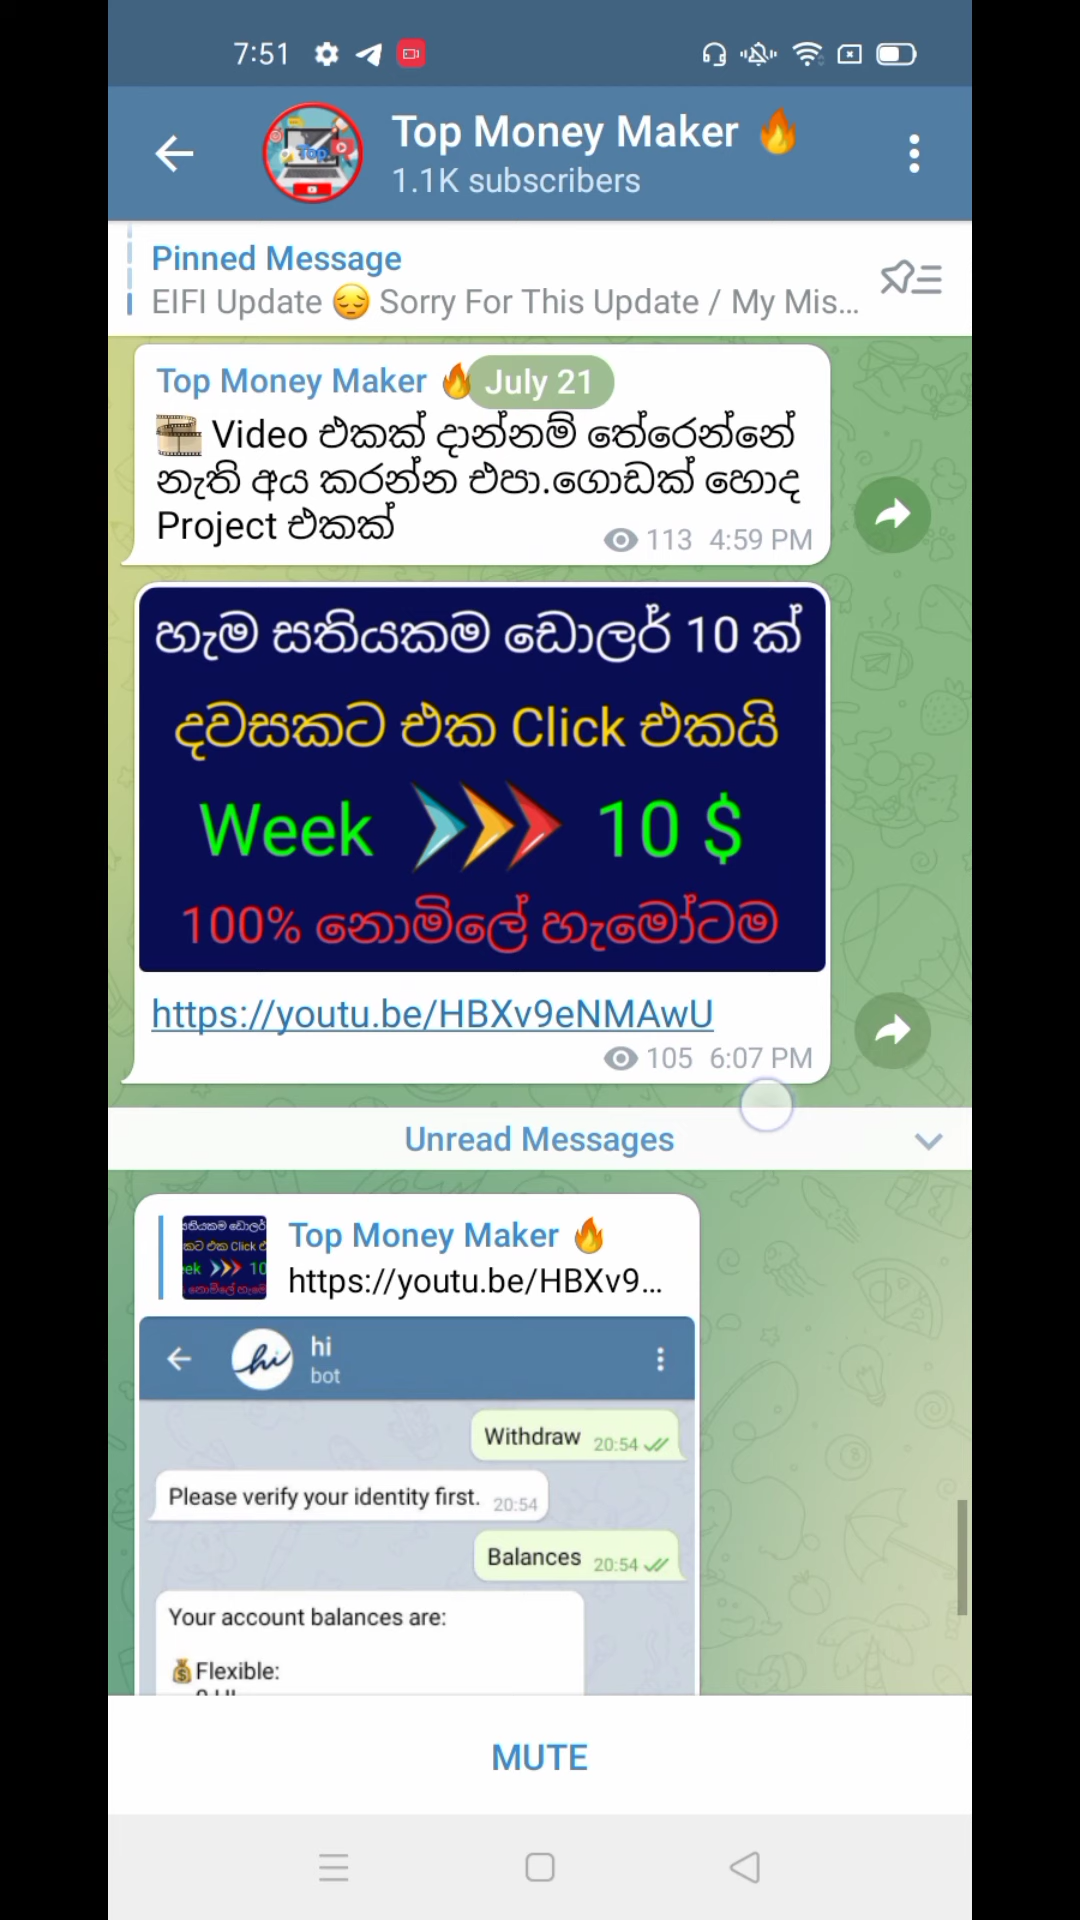 7:51
Top Money Maker 🔥
1.1K subscribers
Pinned Message
EIFI Update 😔 Sorry For This Update / My Mis...
Top Money Maker 🔥
July 21
🎞 Video එකක් දාන්නම් තේරෙන්නේ
නැති අය කරන්න එපා.ගොඩක් හොද
Project එකක්
113 4:59 PM
හැම සතියකම ඩොලර් 10 ක්
දවසකට එක Click එකයි
Week 10 $
100% නොමිලේ හැමෝටම
https://youtu.be/HBXv9eNMAwU
105 6:07 PM
Unread Messages
Top Money Maker 🔥
https://youtu.be/HBXv9...
hi
bot
Withdraw 20:54
Please verify your identity first. 20:54
Balances 20:54
Your account balances are:
💰Flexible:
MUTE